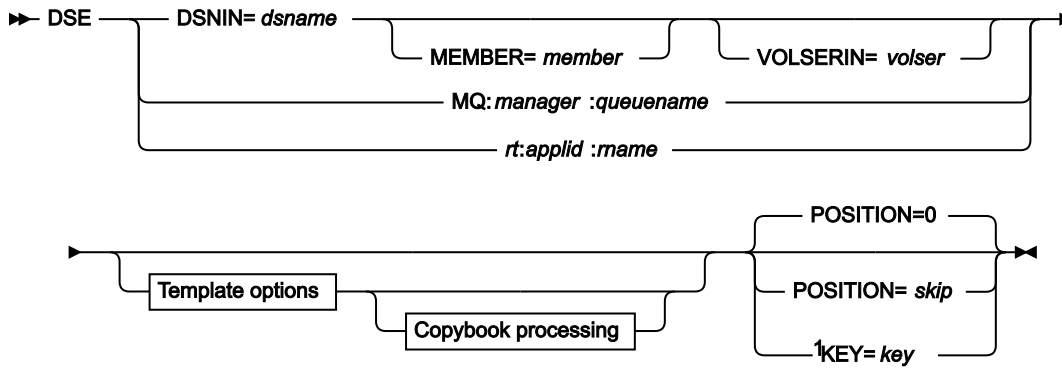 DSE DSNIN= dsname
MEMBER= member VOLSERIN= volser
MQ: manager :queuename
rt:applid :rname
POSITION=0
Template options POSITION= skip
Copybook processing
1KEY= key